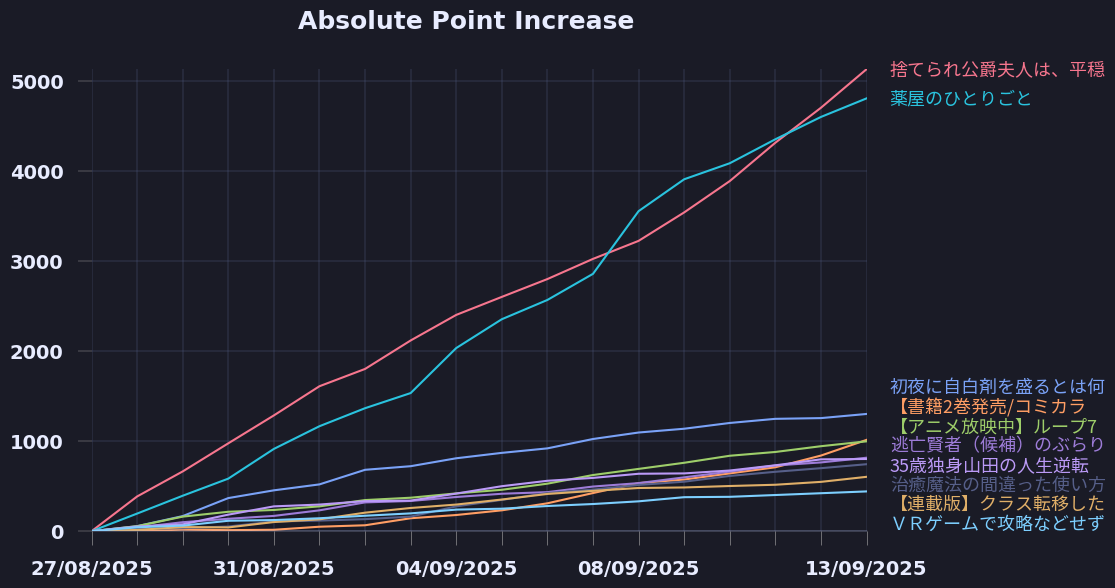 Absolute Point Increase
5000
4000
3000
2000
1000
0
27/08/2025
31/08/2025
04/09/2025
08/09/2025
13/09/2025
捨てられ公爵夫人は、平穏
薬屋のひとりごと
初夜に自白剤を盛るとは何
【書籍2巻発売/コミカラ
【アニメ放映中】ループ7
逃亡賢者（候補）のぶらり
35歳独身山田の人生逆転
治癒魔法の間違った使い方
【連載版】クラス転移した
ＶＲゲームで攻略などせず